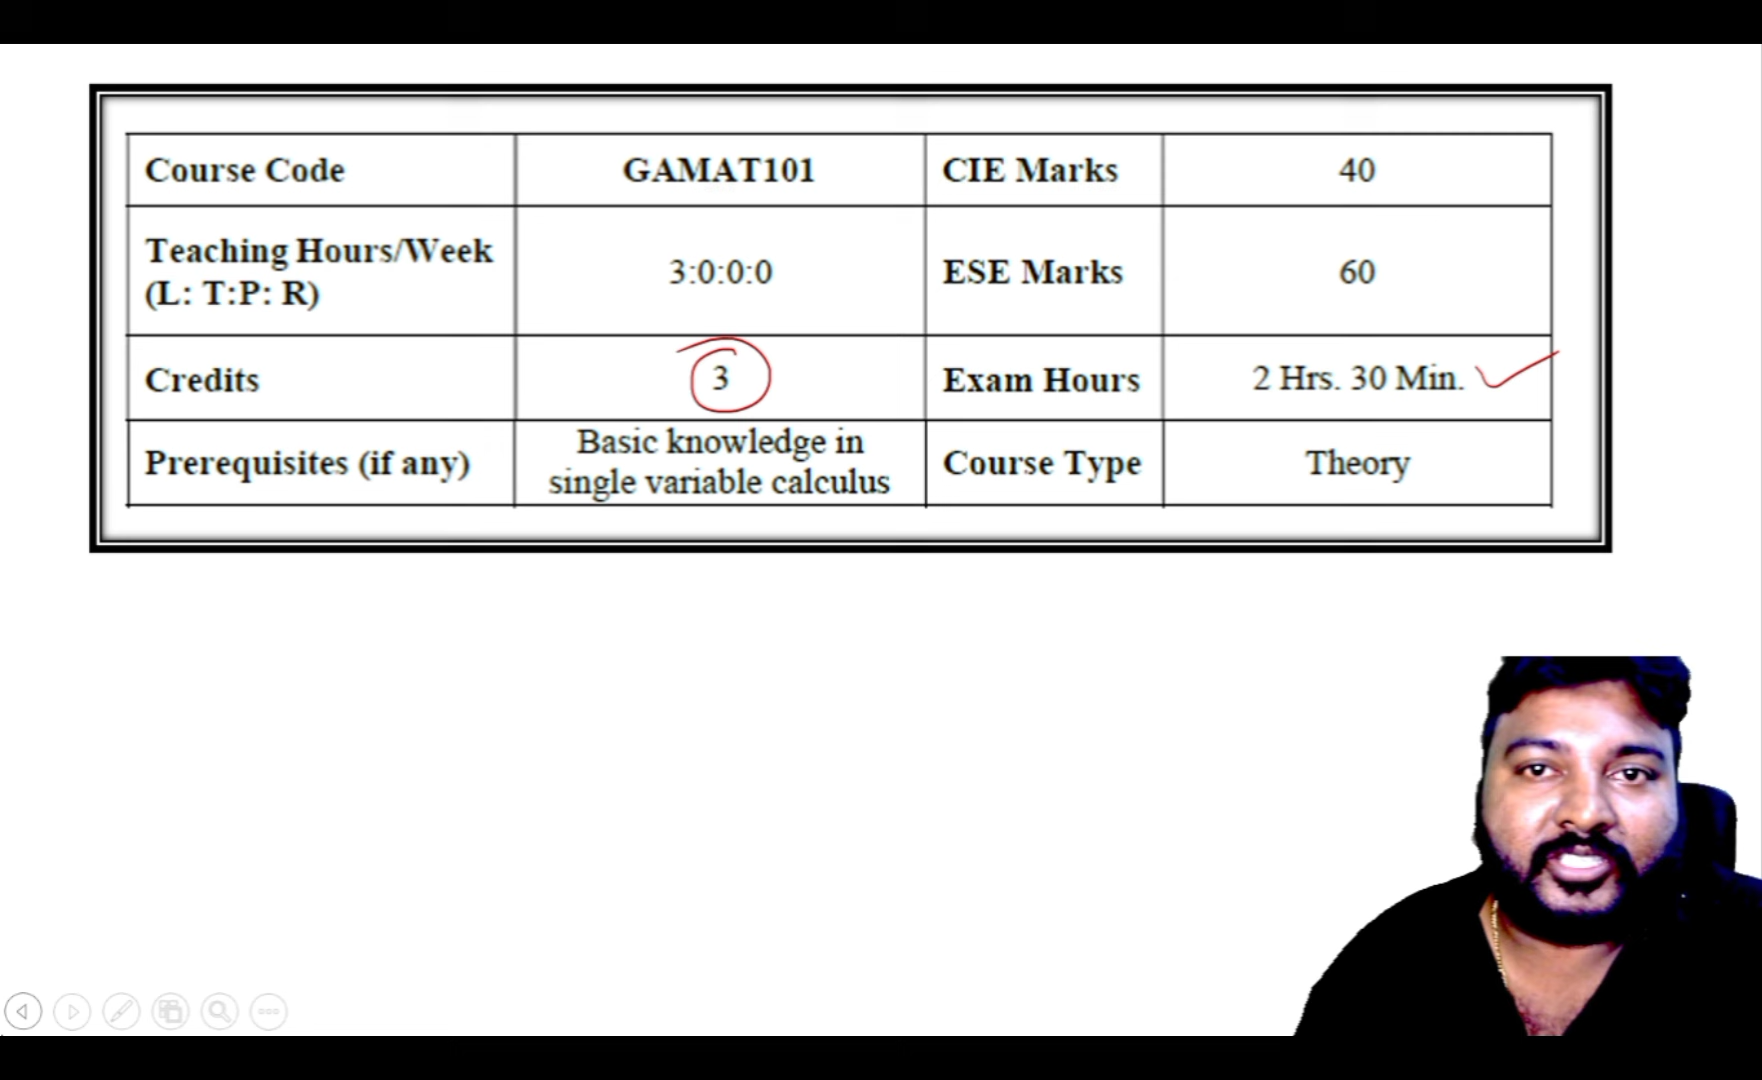 Course Code GAMAT101 CIE Marks 40
Teaching Hours/Week
(L: T:P: R) 3:0:0:0 ESE Marks 60
Credits 3 Exam Hours 2 Hrs. 30 Min.
Prerequisites (if any) Basic knowledge in
single variable calculus Course Type Theory